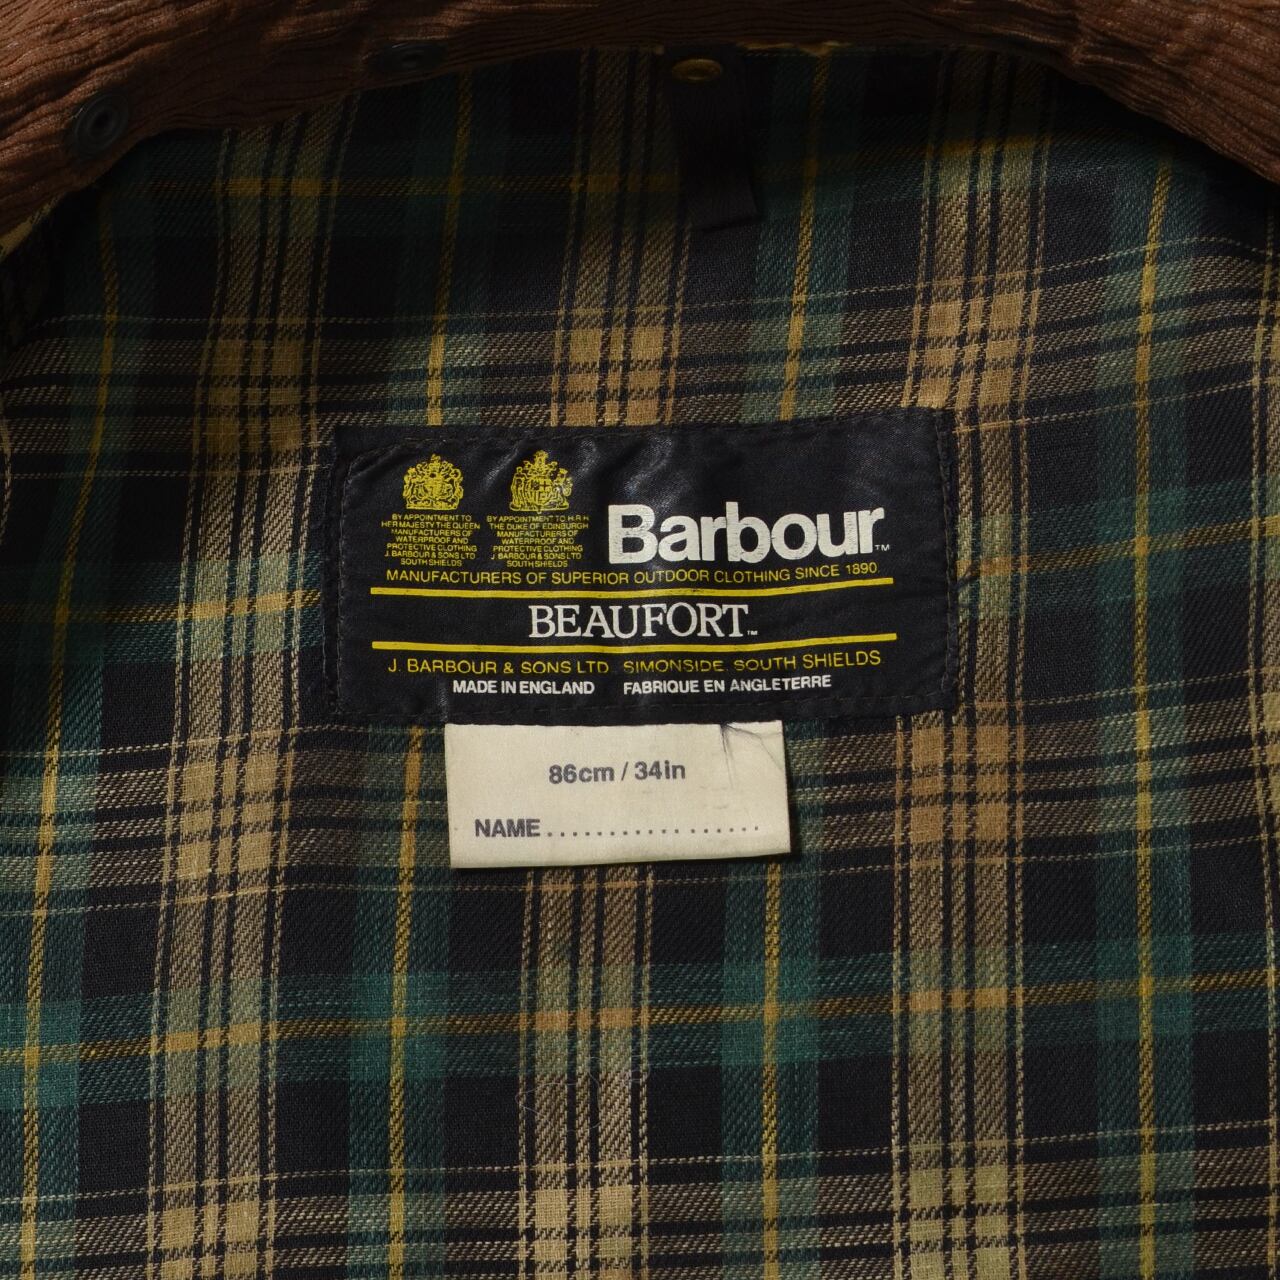 BY APPOINTMENT TO
HER MAJESTY THE QUEEN
MANUFACTURERS OF
WATERPROOF AND
PROTECTIVE CLOTHING
J. BARBOUR & SONS LTD
SOUTH SHIELDS
BY APPOINTMENT TO H.R.H
THE DUKE OF EDINBURGH
MANUFACTURERS OF
WATERPROOF AND
PROTECTIVE CLOTHING
J. BARBOUR & SONS LTD
SOUTH SHIELDS
Barbour™
MANUFACTURERS OF SUPERIOR OUTDOOR CLOTHING SINCE 1890.
BEAUFORT™
J. BARBOUR & SONS LTD. SIMONSIDE. SOUTH SHIELDS
MADE IN ENGLAND FABRIQUE EN ANGLETERRE
86cm / 34in
NAME..................